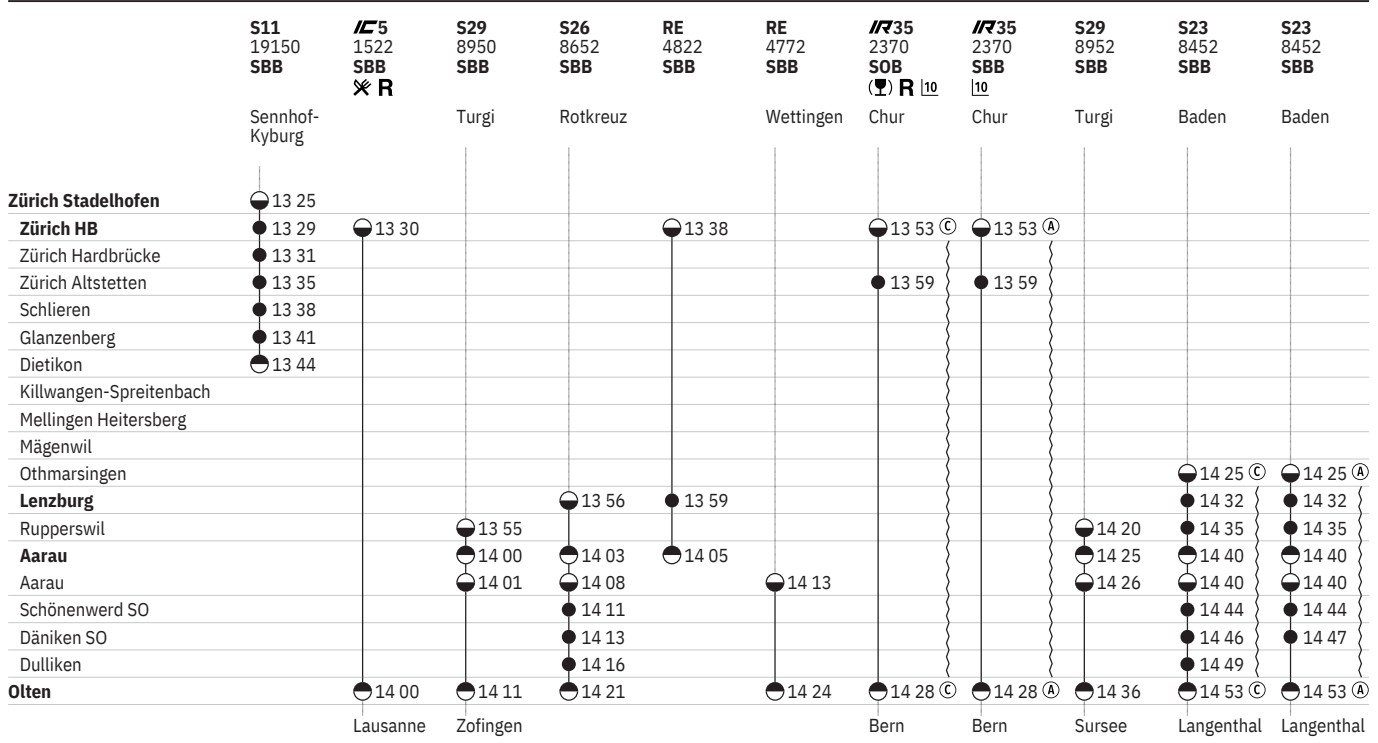 S11 IC5 S29 S26 RE RE IR35 IR35 S29 S23 S23
19150 1522 8950 8652 4822 4772 2370 2370 8952 8452 8452
SBB SBB SBB SBB SBB SBB SOB SBB SBB SBB SBB
R R 10 10
Sennhof- Turgi Rotkreuz Wettingen Chur Chur Turgi Baden Baden
Kyburg
Zürich Stadelhofen 13 25
Zürich HB 13 29 13 30 13 38 13 53 C 13 53 A
Zürich Hardbrücke 13 31
Zürich Altstetten 13 35 13 59 13 59
Schlieren 13 38
Glanzenberg 13 41
Dietikon 13 44
Killwangen-Spreitenbach
Mellingen Heitersberg
Mägenwil
Othmarsingen 14 25 C 14 25 A
Lenzburg 13 56 13 59 14 32 14 32
Rupperswil 13 55 14 20 14 35 14 35
Aarau 14 00 14 03 14 05 14 25 14 40 14 40
Aarau 14 01 14 08 14 13 14 26 14 40 14 40
Schönenwerd SO 14 11 14 44 14 44
Däniken SO 14 13 14 46 14 47
Dulliken 14 16 14 49
Olten 14 00 14 11 14 21 14 24 14 28 C 14 28 A 14 36 14 53 C 14 53 A
Lausanne Zofingen Bern Bern Sursee Langenthal Langenthal